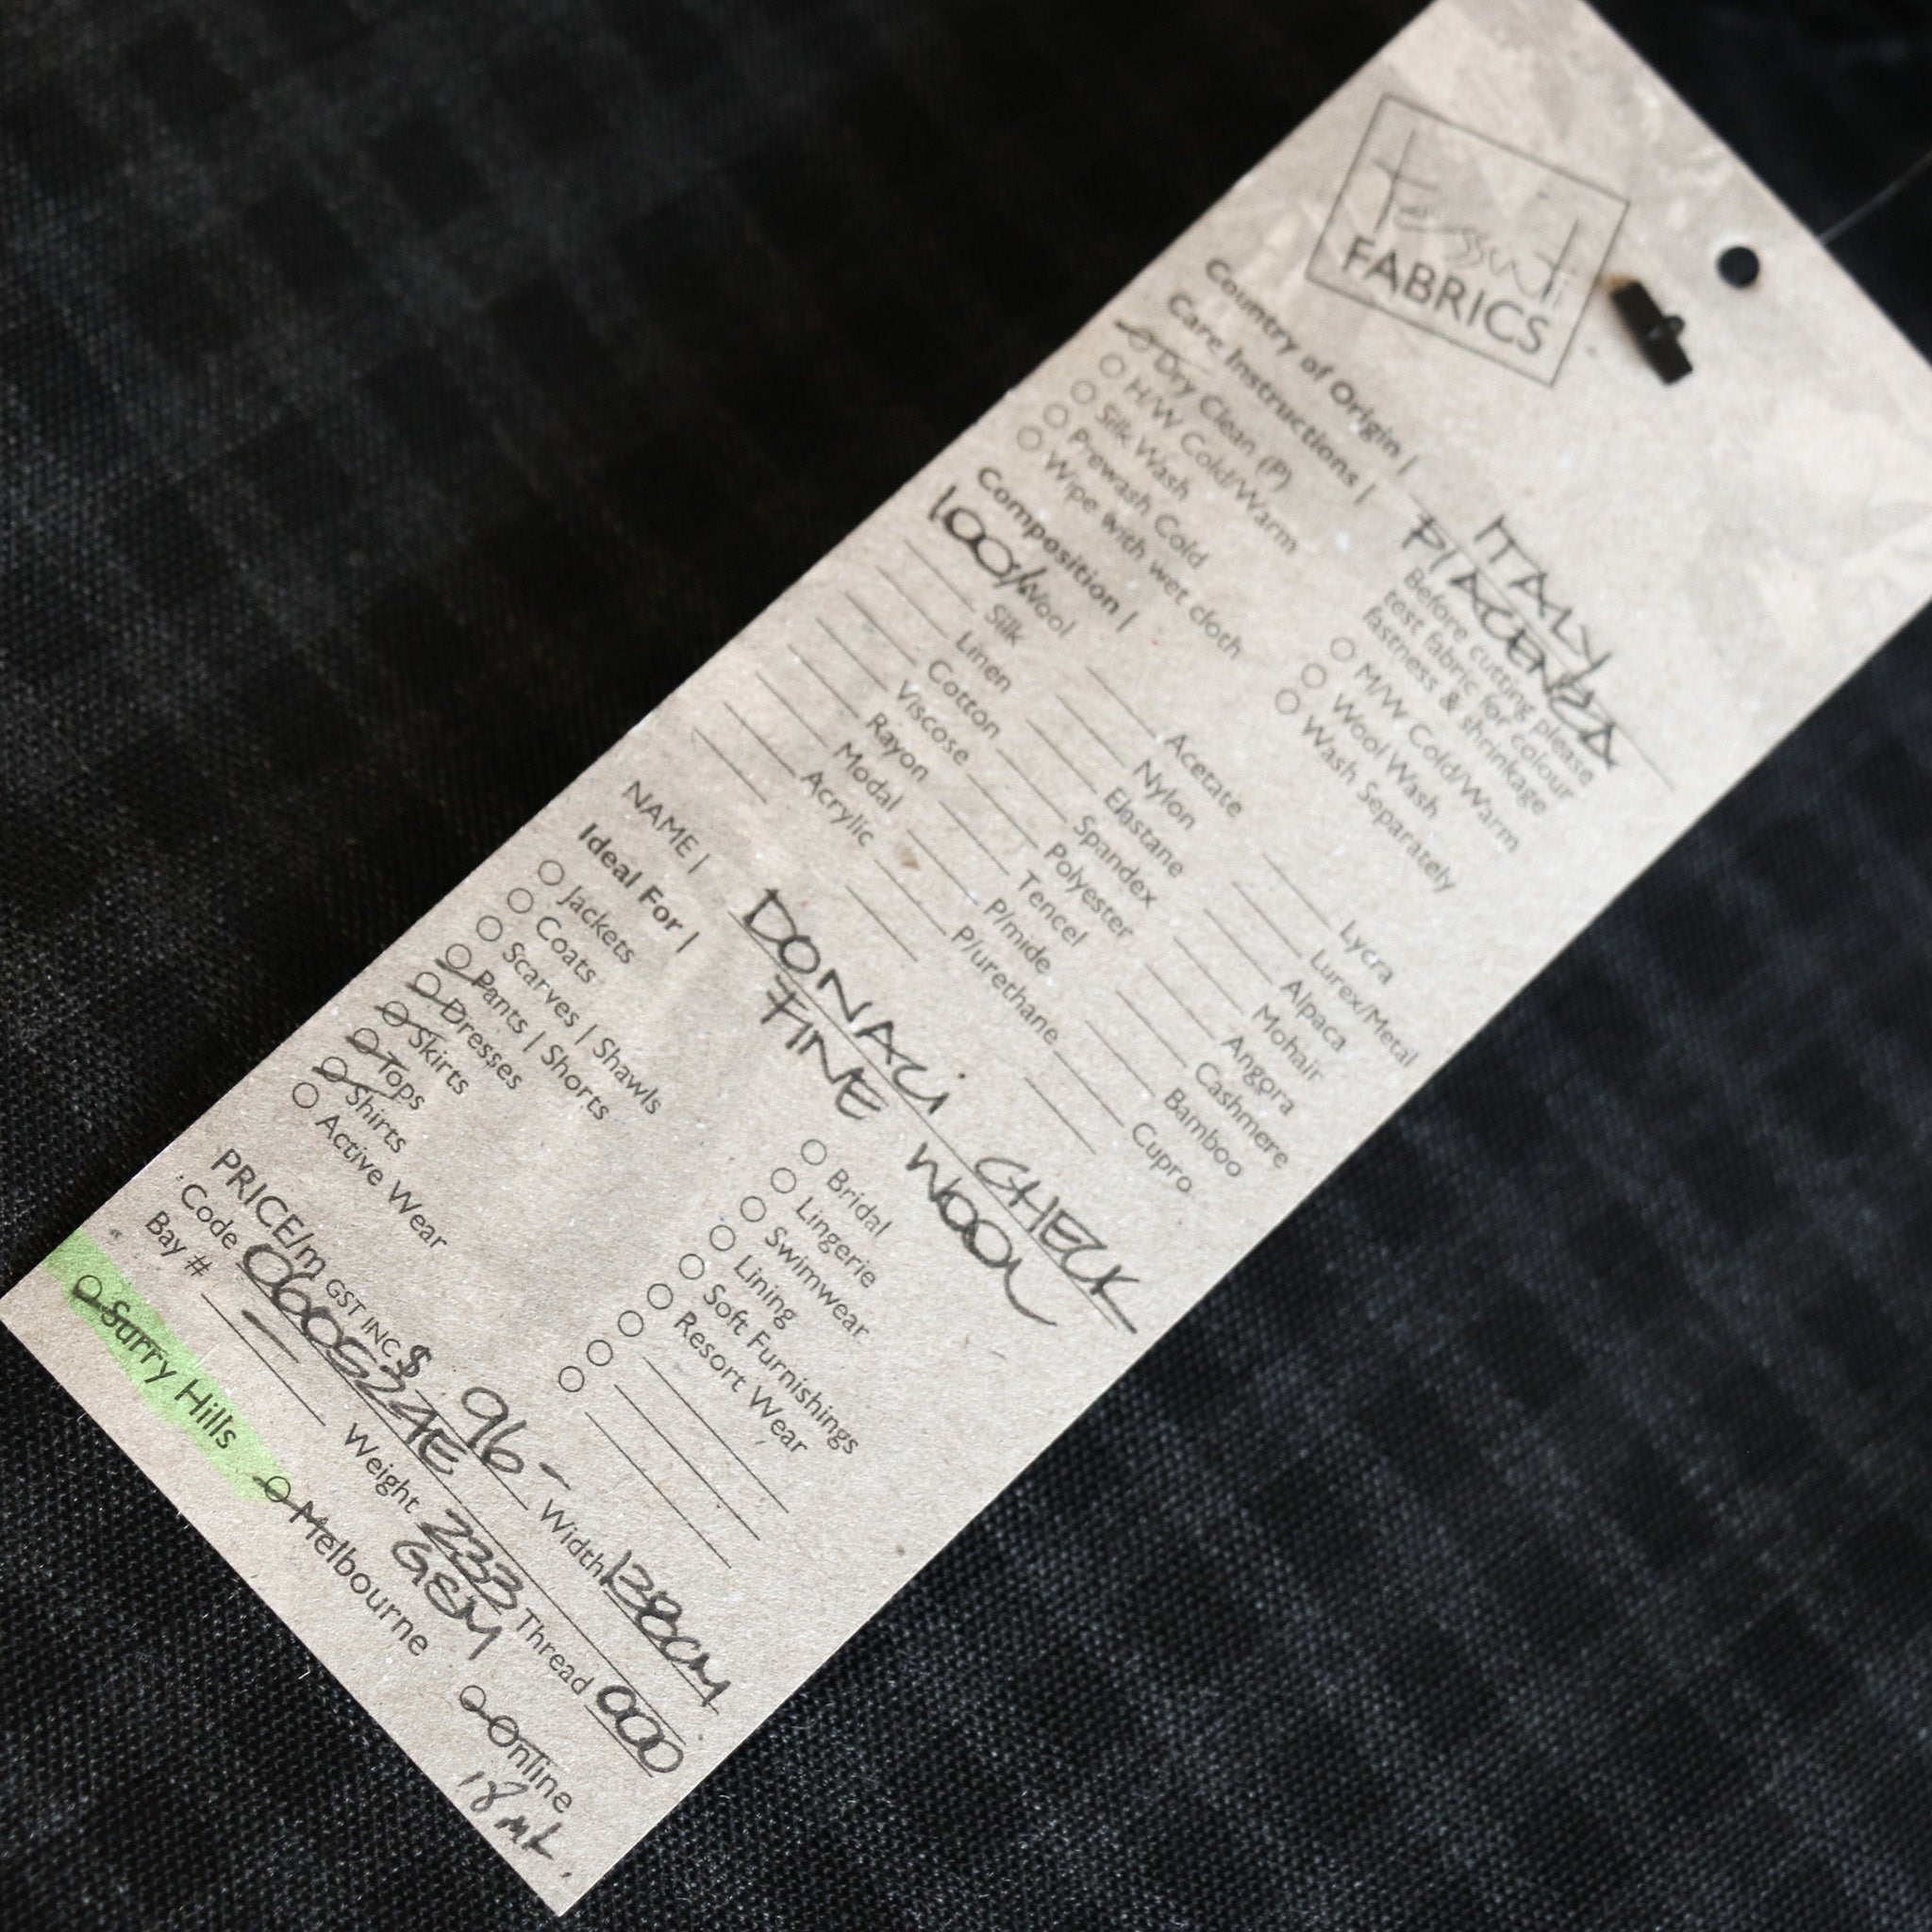 tessuti
FABRICS
Country of Origin | ITALY
PIACENZA
Care Instructions |
Before cutting please
test fabric for colour
fastness & shrinkage
Dry Clean (P)
H/W Cold/Warm
Silk Wash
Prewash Cold
Wipe with wet cloth
M/W Cold/Warm
Wool Wash
Wash Separately
Composition |
100% Wool
Silk
Linen
Cotton
Viscose
Rayon
Modal
Acrylic
Acetate
Nylon
Elastane
Spandex
Polyester
Tencel
P/mide
P/urethane
Lycra
Lurex/Metal
Alpaca
Mohair
Angora
Cashmere
Bamboo
Cupro
NAME | DONACI CHECK
FINE WOOL
Ideal For |
Jackets
Coats
Scarves | Shawls
Pants | Shorts
Dresses
Skirts
Tops
Shirts
Active Wear
Bridal
Lingerie
Swimwear
Lining
Soft Furnishings
Resort Wear
PRICE/m GST INC $ 96- Width 138cm
Code 060524E Thread 000
Bay # — Weight 233
GSM
Surry Hills Melbourne Online